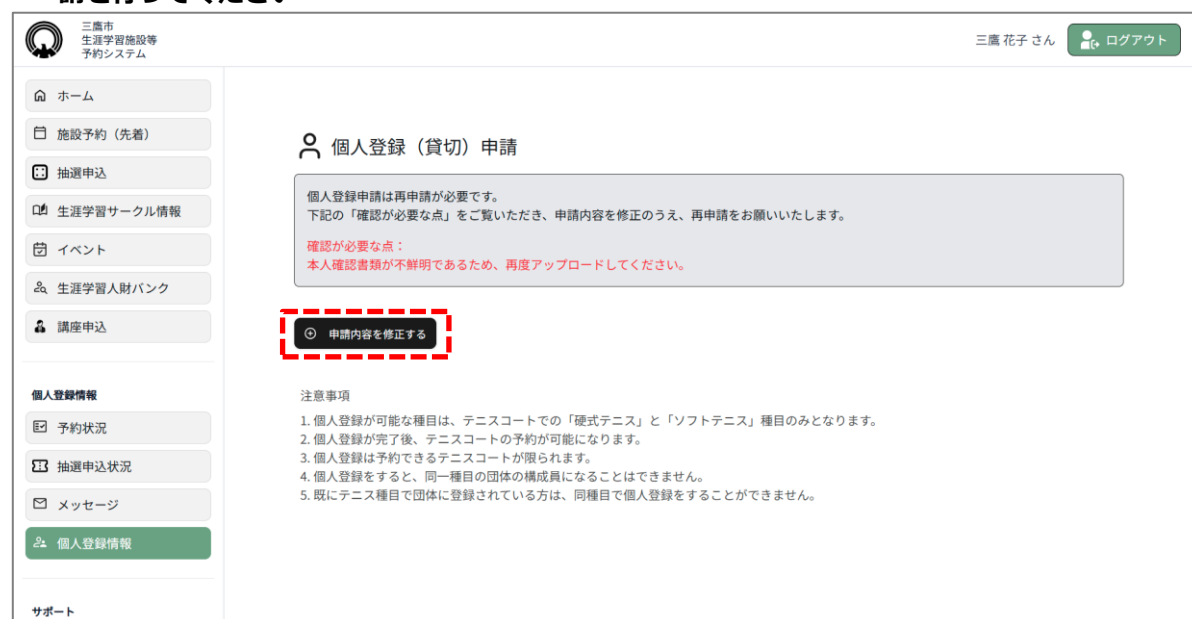 請を行ってください
三鷹市
生涯学習施設等
予約システム
三鷹 花子 さん
ログアウト
ホーム
施設予約（先着）
抽選申込
生涯学習サークル情報
イベント
生涯学習人財バンク
講座申込
個人登録情報
予約状況
抽選申込状況
メッセージ
個人登録情報
サポート
個人登録（貸切）申請
個人登録申請は再申請が必要です。
下記の「確認が必要な点」をご覧いただき、申請内容を修正のうえ、再申請をお願いいたします。
確認が必要な点：
本人確認書類が不鮮明であるため、再度アップロードしてください。
申請内容を修正する
注意事項
1. 個人登録が可能な種目は、テニスコートでの「硬式テニス」と「ソフトテニス」種目のみとなります。
2. 個人登録が完了後、テニスコートの予約が可能になります。
3. 個人登録は予約できるテニスコートが限られます。
4. 個人登録をすると、同一種目の団体の構成員になることはできません。
5. 既にテニス種目で団体に登録されている方は、同種目で個人登録をすることができません。